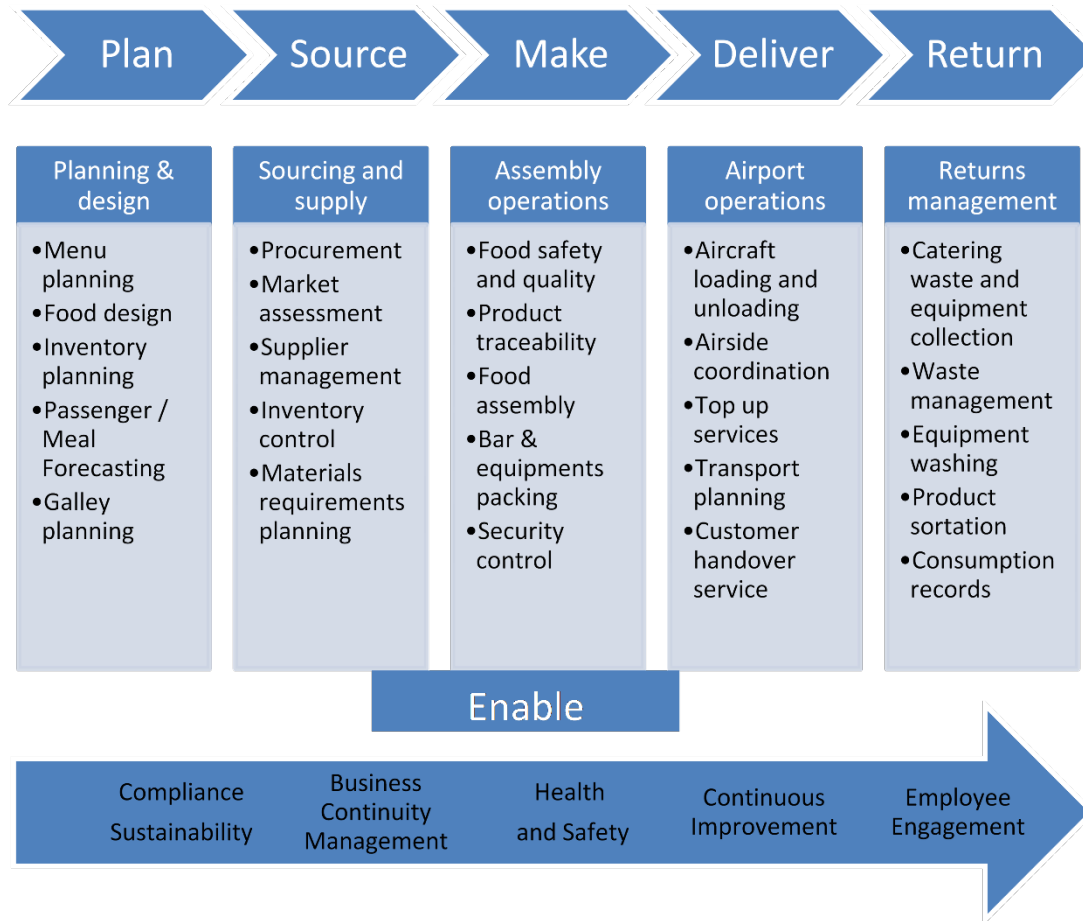 Plan
Source
Make
Deliver
Return
Planning &
design
•Menu
planning
•Food design
•Inventory
planning
•Passenger /
Meal
Forecasting
•Galley
planning
Sourcing and
supply
•Procurement
•Market
assessment
•Supplier
management
•Inventory
control
•Materials
requirements
planning
Assembly
operations
•Food safety
and quality
•Product
traceability
•Food
assembly
•Bar &
equipments
packing
•Security
control
Airport
operations
•Aircraft
loading and
unloading
•Airside
coordination
•Top up
services
•Transport
planning
•Customer
handover
service
Returns
management
•Catering
waste and
equipment
collection
•Waste
management
•Equipment
washing
•Product
sortation
•Consumption
records
Enable
Compliance
Sustainability
Business
Continuity
Management
Health
and Safety
Continuous
Improvement
Employee
Engagement